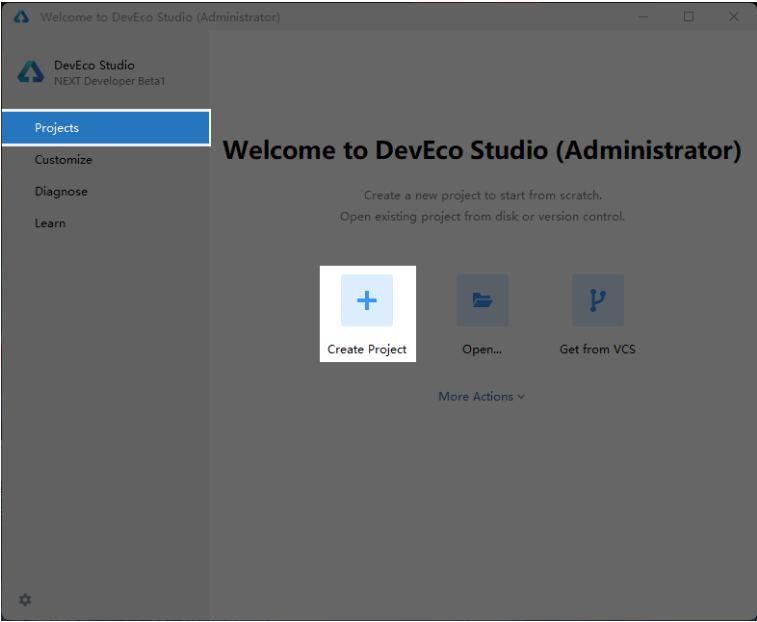 Welcome to DevEco Studio (Administrator)
DevEco Studio
NEXT Developer Beta1
Projects
Customize
Diagnose
Learn
Welcome to DevEco Studio (Administrator)
Create a new project to start from scratch.
Open existing project from disk or version control.
Create Project
Open...
Get from VCS
More Actions